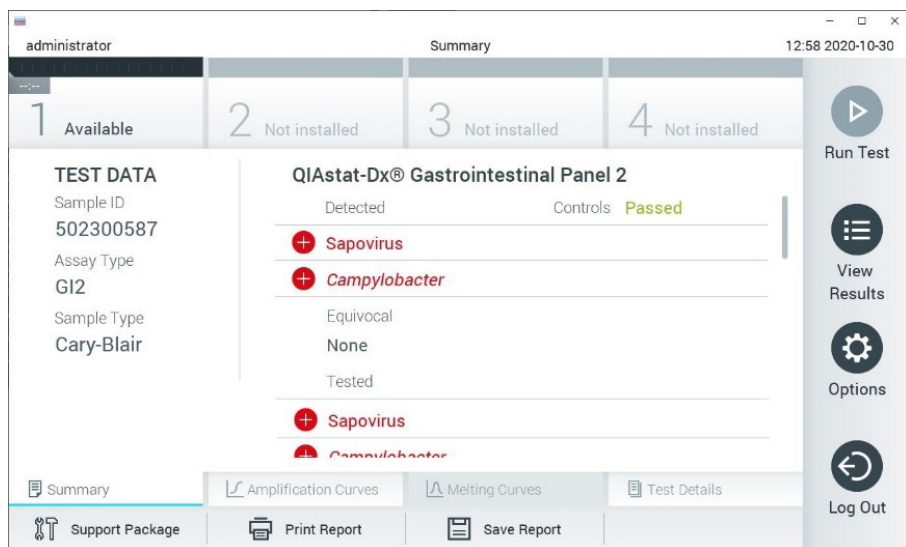 administrator Summary 12:58 2020-10-30
--:--
1 Available 2 Not installed 3 Not installed 4 Not installed
Run Test
TEST DATA
Sample ID
502300587
Assay Type
GI2
Sample Type
Cary-Blair
QIAstat-Dx® Gastrointestinal Panel 2
Detected Controls Passed
Sapovirus
Campylobacter
Equivocal
None
Tested
Sapovirus
Campylobacter
View
Results
Options
Log Out
Summary Amplification Curves Melting Curves Test Details
Support Package Print Report Save Report